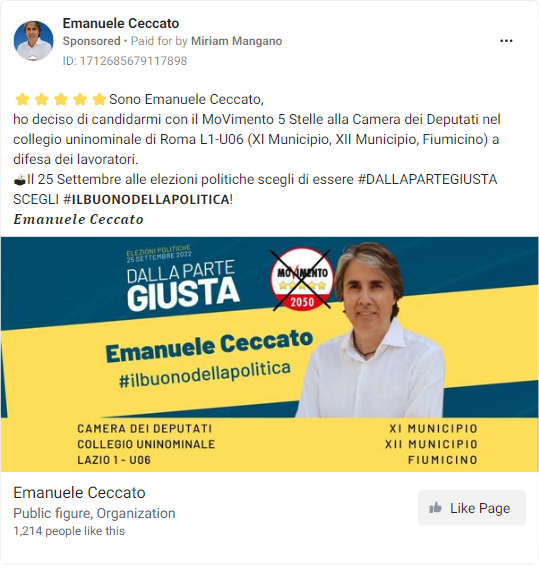 Emanuele Ceccato
Sponsored • Paid for by Miriam Mangano
ID: 1712685679117898
Sono Emanuele Ceccato,
ho deciso di candidarmi con il MoVimento 5 Stelle alla Camera dei Deputati nel
collegio uninominale di Roma L1-U06 (XI Municipio, XII Municipio, Fiumicino) a
difesa dei lavoratori.
Il 25 Settembre alle elezioni politiche scegli di essere #DALLAPARTEGIUSTA
SCEGLI #𝗜𝗟𝗕𝗨𝗢𝗡𝗢𝗗𝗘𝗟𝗟𝗔𝗣𝗢𝗟𝗜𝗧𝗜𝗖𝗔!
𝑬𝒎𝒂𝒏𝒖𝒆𝒍𝒆 𝑪𝒆𝒄𝒄𝒂𝒕𝒐
ELEZIONI POLITICHE
25 SETTEMBRE 2022
DALLA PARTE
GIUSTA
MOVIMENTO
2050
Emanuele Ceccato
#ilbuonodellapolitica
CAMERA DEI DEPUTATI
COLLEGIO UNINOMINALE
LAZIO 1 - U06
XI MUNICIPIO
XII MUNICIPIO
FIUMICINO
Emanuele Ceccato
Public figure, Organization
1,214 people like this
Like Page